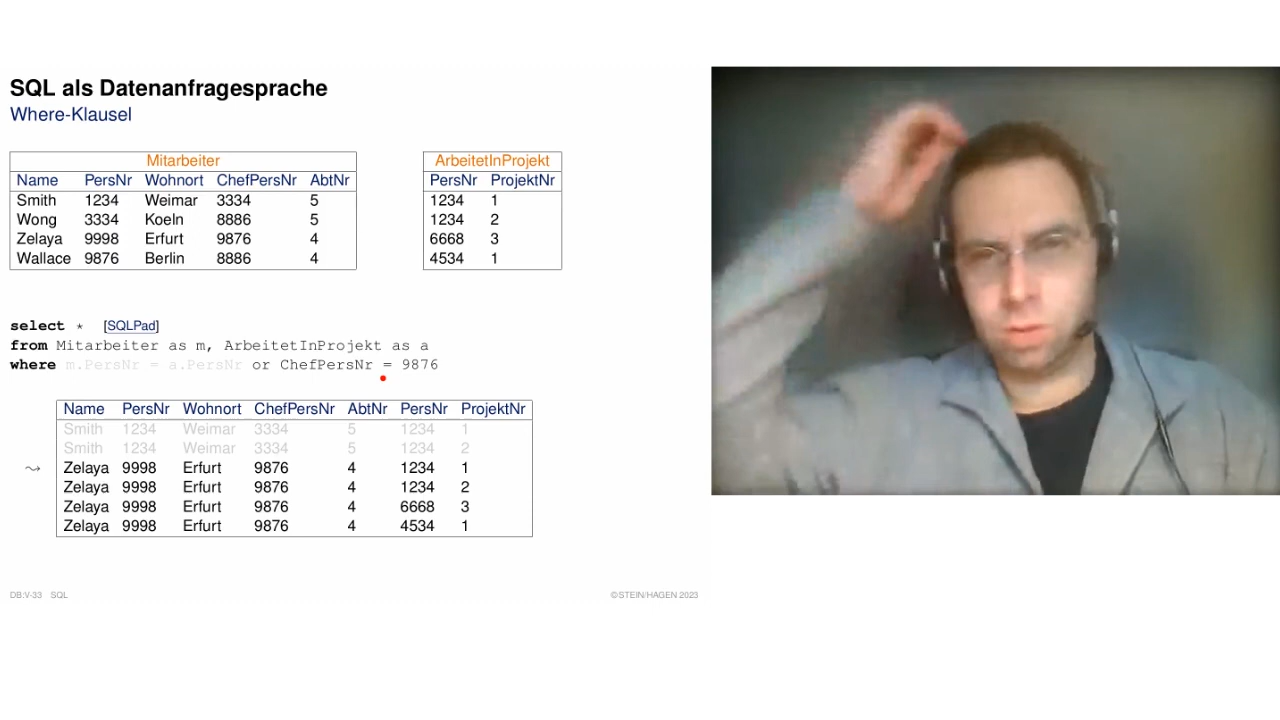 SQL als Datenanfragesprache
Where-Klausel
Mitarbeiter
Name PersNr Wohnort ChefPersNr AbtNr
Smith 1234 Weimar 3334 5
Wong 3334 Koeln 8886 5
Zelaya 9998 Erfurt 9876 4
Wallace 9876 Berlin 8886 4
ArbeitetInProjekt
PersNr ProjektNr
1234 1
1234 2
6668 3
4534 1
select * [SQLPad]
from Mitarbeiter as m, ArbeitetInProjekt as a
where m.PersNr = a.PersNr or ChefPersNr = 9876
Name PersNr Wohnort ChefPersNr AbtNr PersNr ProjektNr
Smith 1234 Weimar 3334 5 1234 1
Smith 1234 Weimar 3334 5 1234 2
⤳ Zelaya 9998 Erfurt 9876 4 1234 1
Zelaya 9998 Erfurt 9876 4 1234 2
Zelaya 9998 Erfurt 9876 4 6668 3
Zelaya 9998 Erfurt 9876 4 4534 1
DB:V-33 SQL
©STEIN/HAGEN 2023